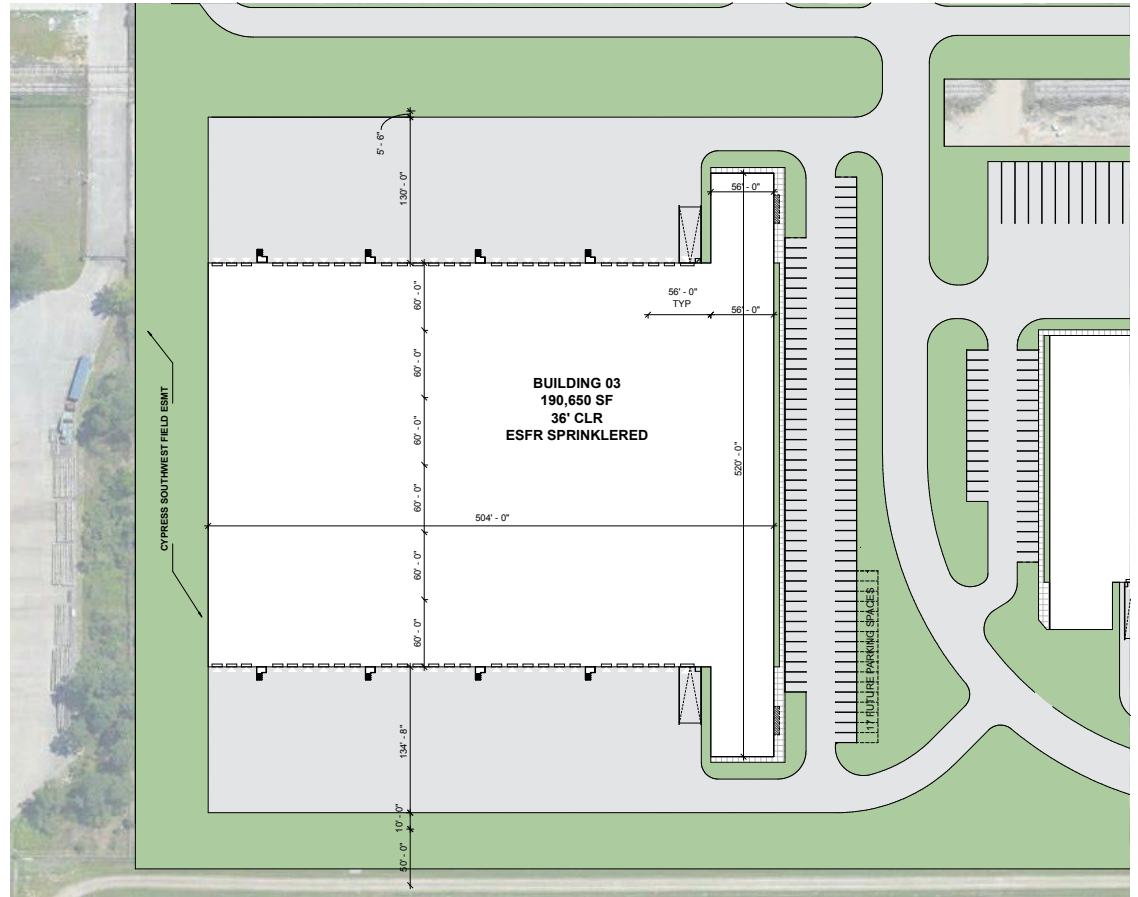 5' - 6"
130' - 0"
56' - 0"
60' - 0"
56' - 0"
TYP
56' - 0"
60' - 0"
BUILDING 03
190,650 SF
36' CLR
ESFR SPRINKLERED
60' - 0"
CYPRESS SOUTHWEST FIELD ESMT
520' - 0"
60' - 0"
504' - 0"
60' - 0"
60' - 0"
17 FUTURE PARKING SPACES
134' - 8"
10' - 0"
50' - 0"